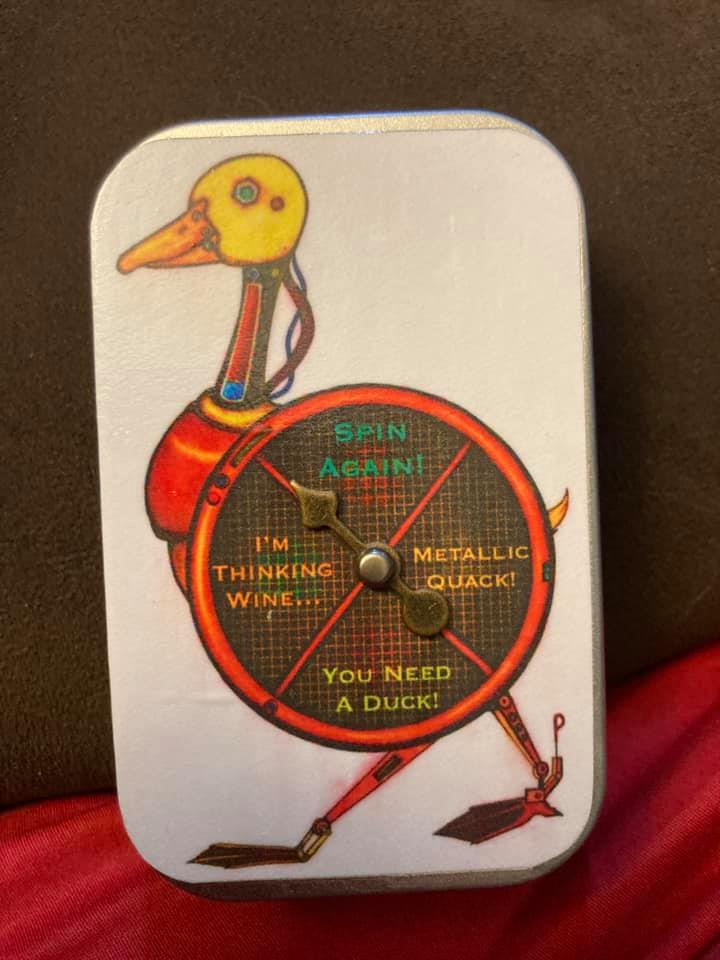 Spin
Again!
I'm
Thinking
Wine...
Metallic
Quack!
You Need
A Duck!